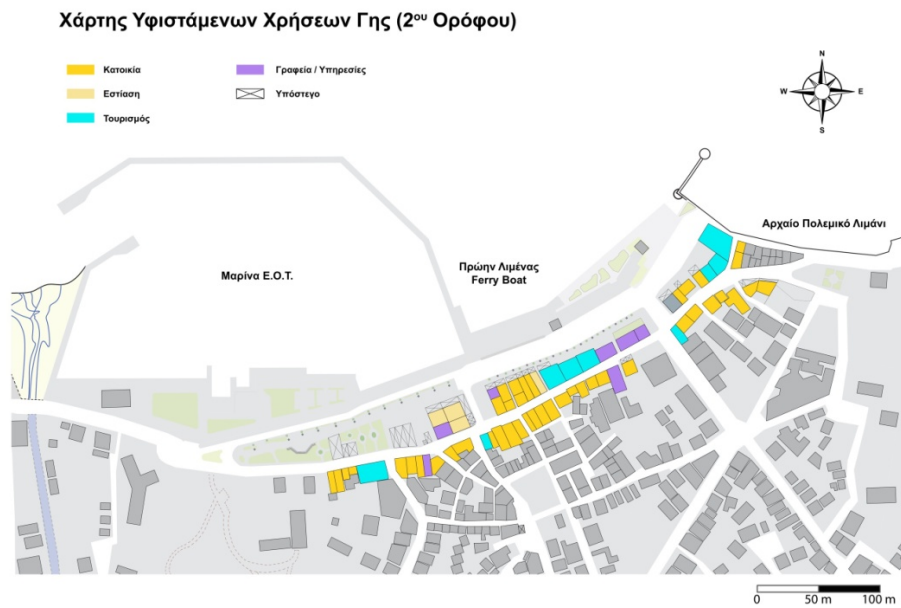 Χάρτης Υφιστάμενων Χρήσεων Γης (2ου Ορόφου)
Κατοικία
Εστίαση
Τουρισμός
Γραφεία / Υπηρεσίες
Υπόστεγο
N
W E
S
Αρχαίο Πολεμικό Λιμάνι
Μαρίνα Ε.Ο.Τ.
Πρώην Λιμένας
Ferry Boat
0 50 m 100 m